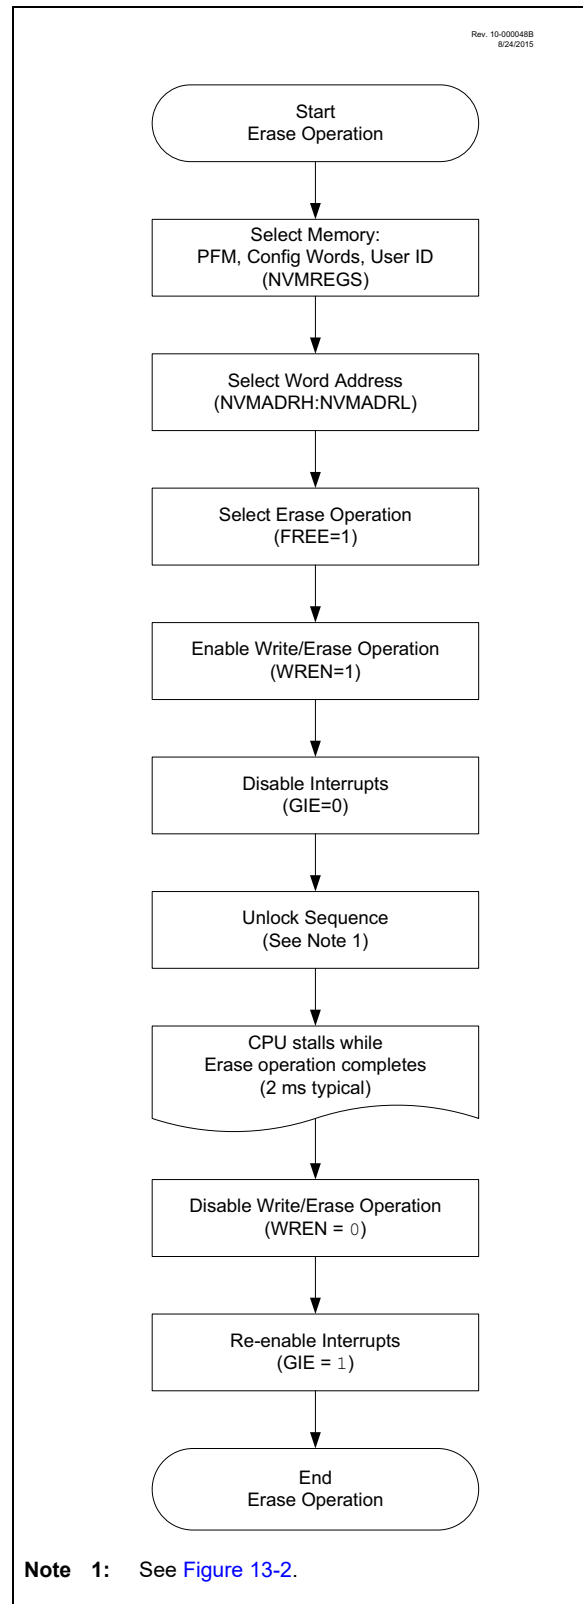 Rev. 10-000048B
8/24/2015
Start
Erase Operation
Select Memory:
PFM, Config Words, User ID
(NVMREGS)
Select Word Address
(NVMADRH:NVMADRL)
Select Erase Operation
(FREE=1)
Enable Write/Erase Operation
(WREN=1)
Disable Interrupts
(GIE=0)
Unlock Sequence
(See Note 1)
CPU stalls while
Erase operation completes
(2 ms typical)
Disable Write/Erase Operation
(WREN = 0)
Re-enable Interrupts
(GIE = 1)
End
Erase Operation
Note 1: See Figure 13-2.